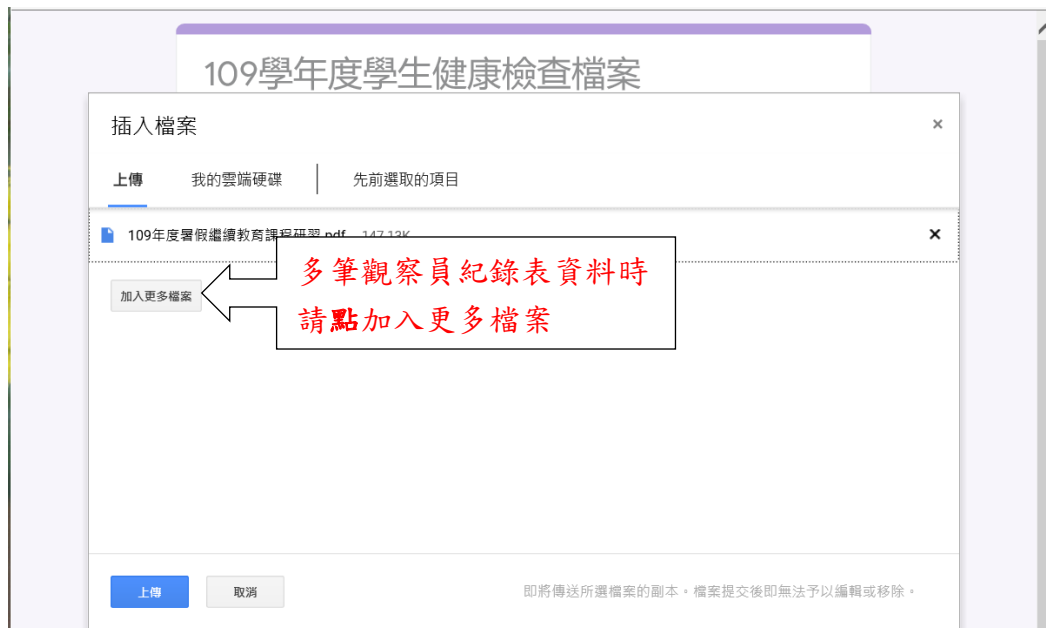 109學年度學生健康檢查檔案
插入檔案
×
上傳 我的雲端硬碟 先前選取的項目
109年度暑假繼續教育課程研習.pdf 147.13K ×
多筆觀察員紀錄表資料時
加入更多檔案
請點加入更多檔案
上傳 取消 即將傳送所選檔案的副本。檔案提交後即無法予以編輯或移除。